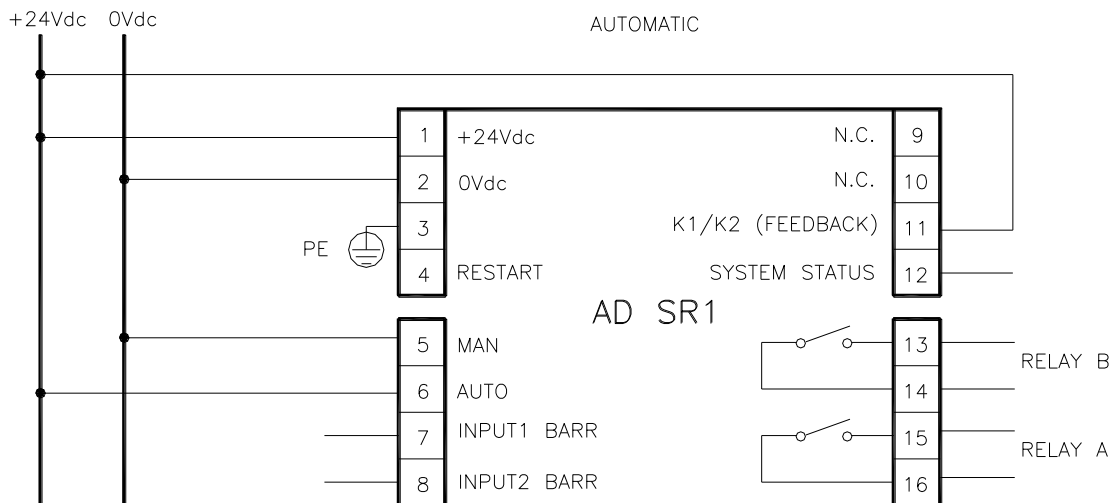 +24Vdc 0Vdc
AUTOMATIC
1 +24Vdc N.C. 9
2 0Vdc N.C. 10
PE 3 K1/K2 (FEEDBACK) 11
4 RESTART SYSTEM STATUS 12
AD SR1
5 MAN 13
RELAY B
6 AUTO 14
7 INPUT1 BARR 15
RELAY A
8 INPUT2 BARR 16